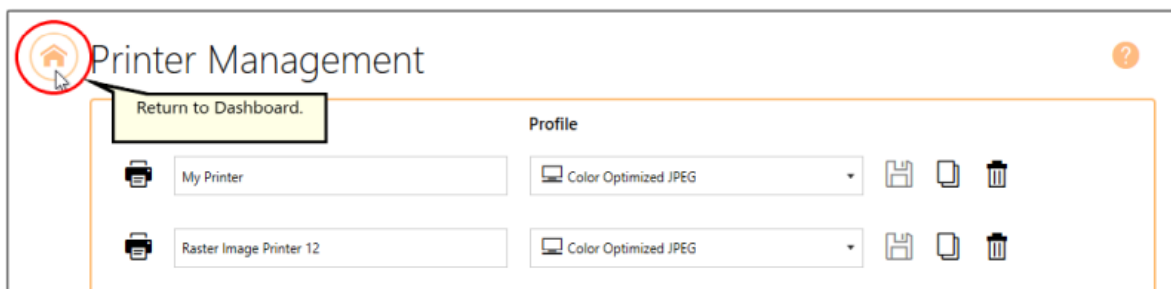 Printer Management
?
Return to Dashboard.
Profile
My Printer
Color Optimized JPEG
Raster Image Printer 12
Color Optimized JPEG